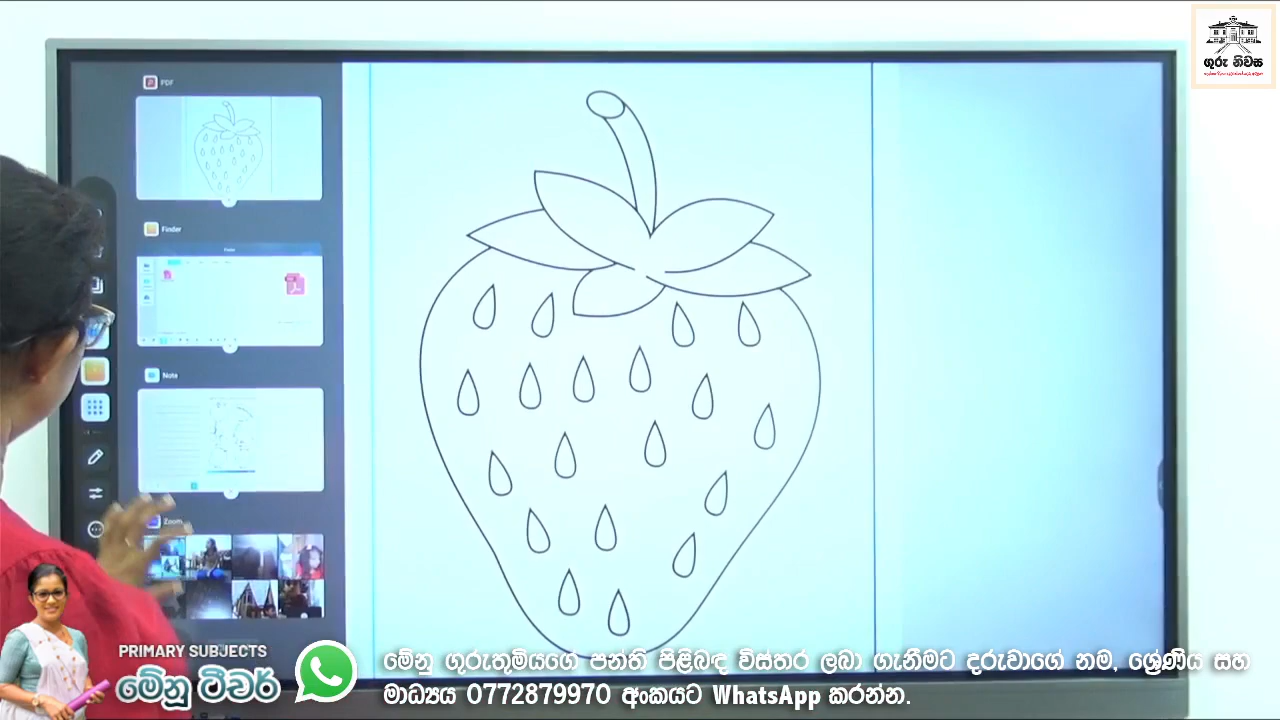 ගුරු නිවස
PDF
Finder
Note
Zoom
PRIMARY SUBJECTS
මේනූ ටීචර්
මේනු ගුරුතුමියගේ පන්ති පිළිබඳ විස්තර ලබා ගැනීමට දරුවාගේ නම, ශ්‍රේණිය සහ
මාධ්‍යය 0772879970 අංකයට WhatsApp කරන්න.